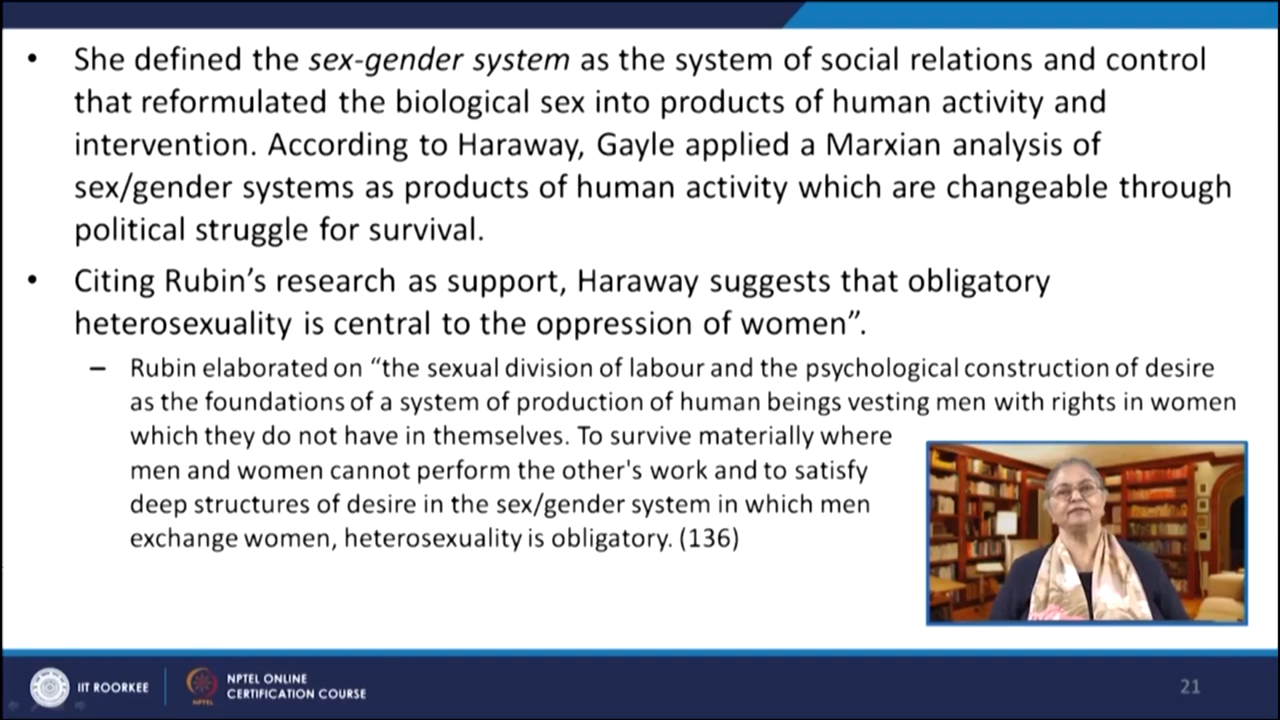 • She defined the sex-gender system as the system of social relations and control
that reformulated the biological sex into products of human activity and
intervention. According to Haraway, Gayle applied a Marxian analysis of
sex/gender systems as products of human activity which are changeable through
political struggle for survival.
• Citing Rubin’s research as support, Haraway suggests that obligatory
heterosexuality is central to the oppression of women”.
– Rubin elaborated on “the sexual division of labour and the psychological construction of desire
as the foundations of a system of production of human beings vesting men with rights in women
which they do not have in themselves. To survive materially where
men and women cannot perform the other's work and to satisfy
deep structures of desire in the sex/gender system in which men
exchange women, heterosexuality is obligatory. (136)
IIT ROORKEE
NPTEL
NPTEL ONLINE
CERTIFICATION COURSE
21